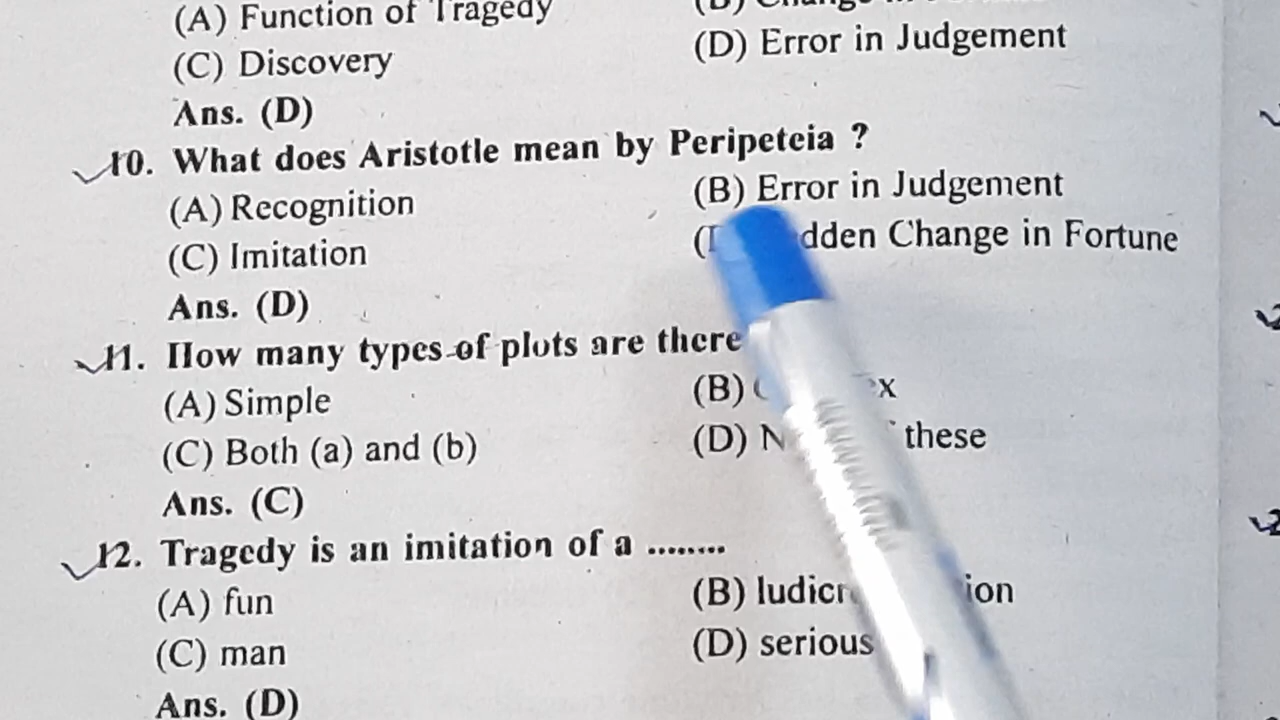 (A) Function of Tragedy
(C) Discovery (D) Error in Judgement
Ans. (D)
10. What does Aristotle mean by Peripeteia ?
(A) Recognition (B) Error in Judgement
(C) Imitation Change in Fortune
Ans. (D)
11. How many types of plots are there
(A) Simple (B)
(C) Both (a) and (b) (D) these
Ans. (C)
12. Tragedy is an imitation of a ........
(A) fun (B)
(C) man (D) serious
Ans. (D)